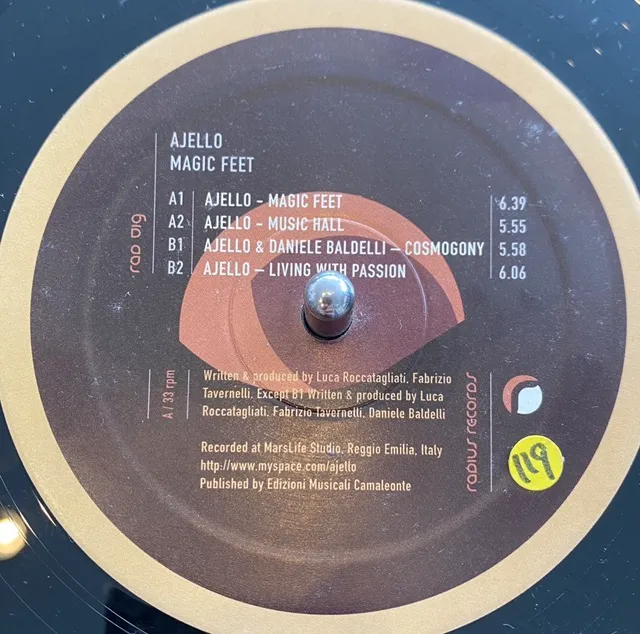 AJELLO
MAGIC FEET
A1 AJELLO - MAGIC FEET 6.39
A2 AJELLO - MUSIC HALL 5.55
B1 AJELLO & DANIELE BALDELLI – COSMOGONY 5.58
B2 AJELLO – LIVING WITH PASSION 6.06
rad 019
A / 33 rpm
Written & produced by Luca Roccatagliati, Fabrizio
Tavernelli. Except B1 Written & produced by Luca
Roccatagliati, Fabrizio Tavernelli, Daniele Baldelli
Recorded at MarsLife Studio, Reggio Emilia, Italy
http://www.myspace.com/ajello
Published by Edizioni Musicali Camaleonte
radius records
119